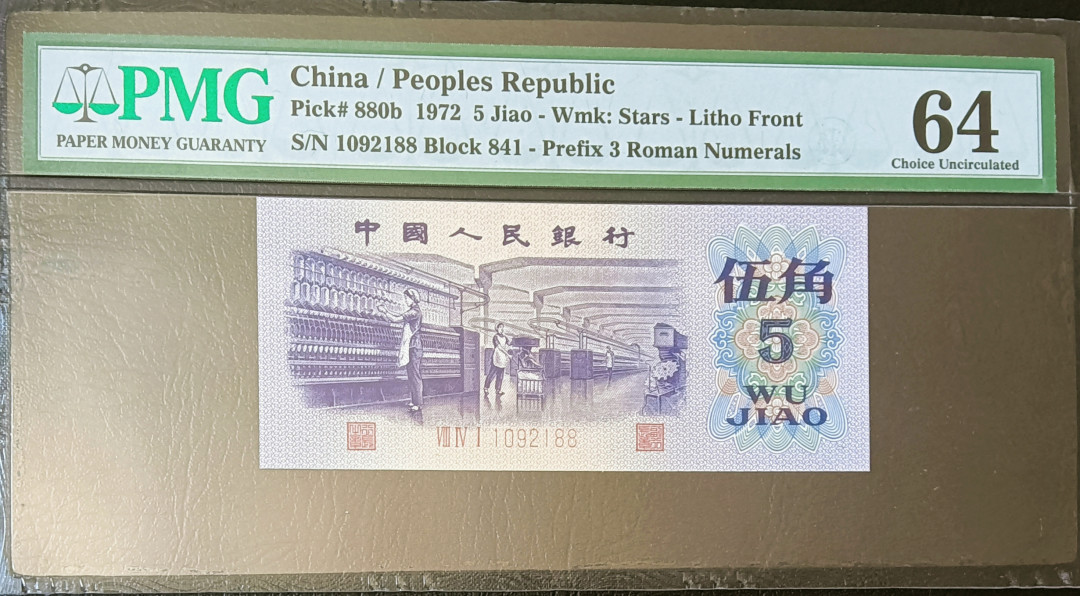 PMG
PAPER MONEY GUARANTY
China / Peoples Republic
Pick# 880b 1972 5 Jiao - Wmk: Stars - Litho Front
S/N 1092188 Block 841 - Prefix 3 Roman Numerals
64
Choice Uncirculated
中國人民銀行
伍角
5
WU
JIAO
VIII IV I 1092188